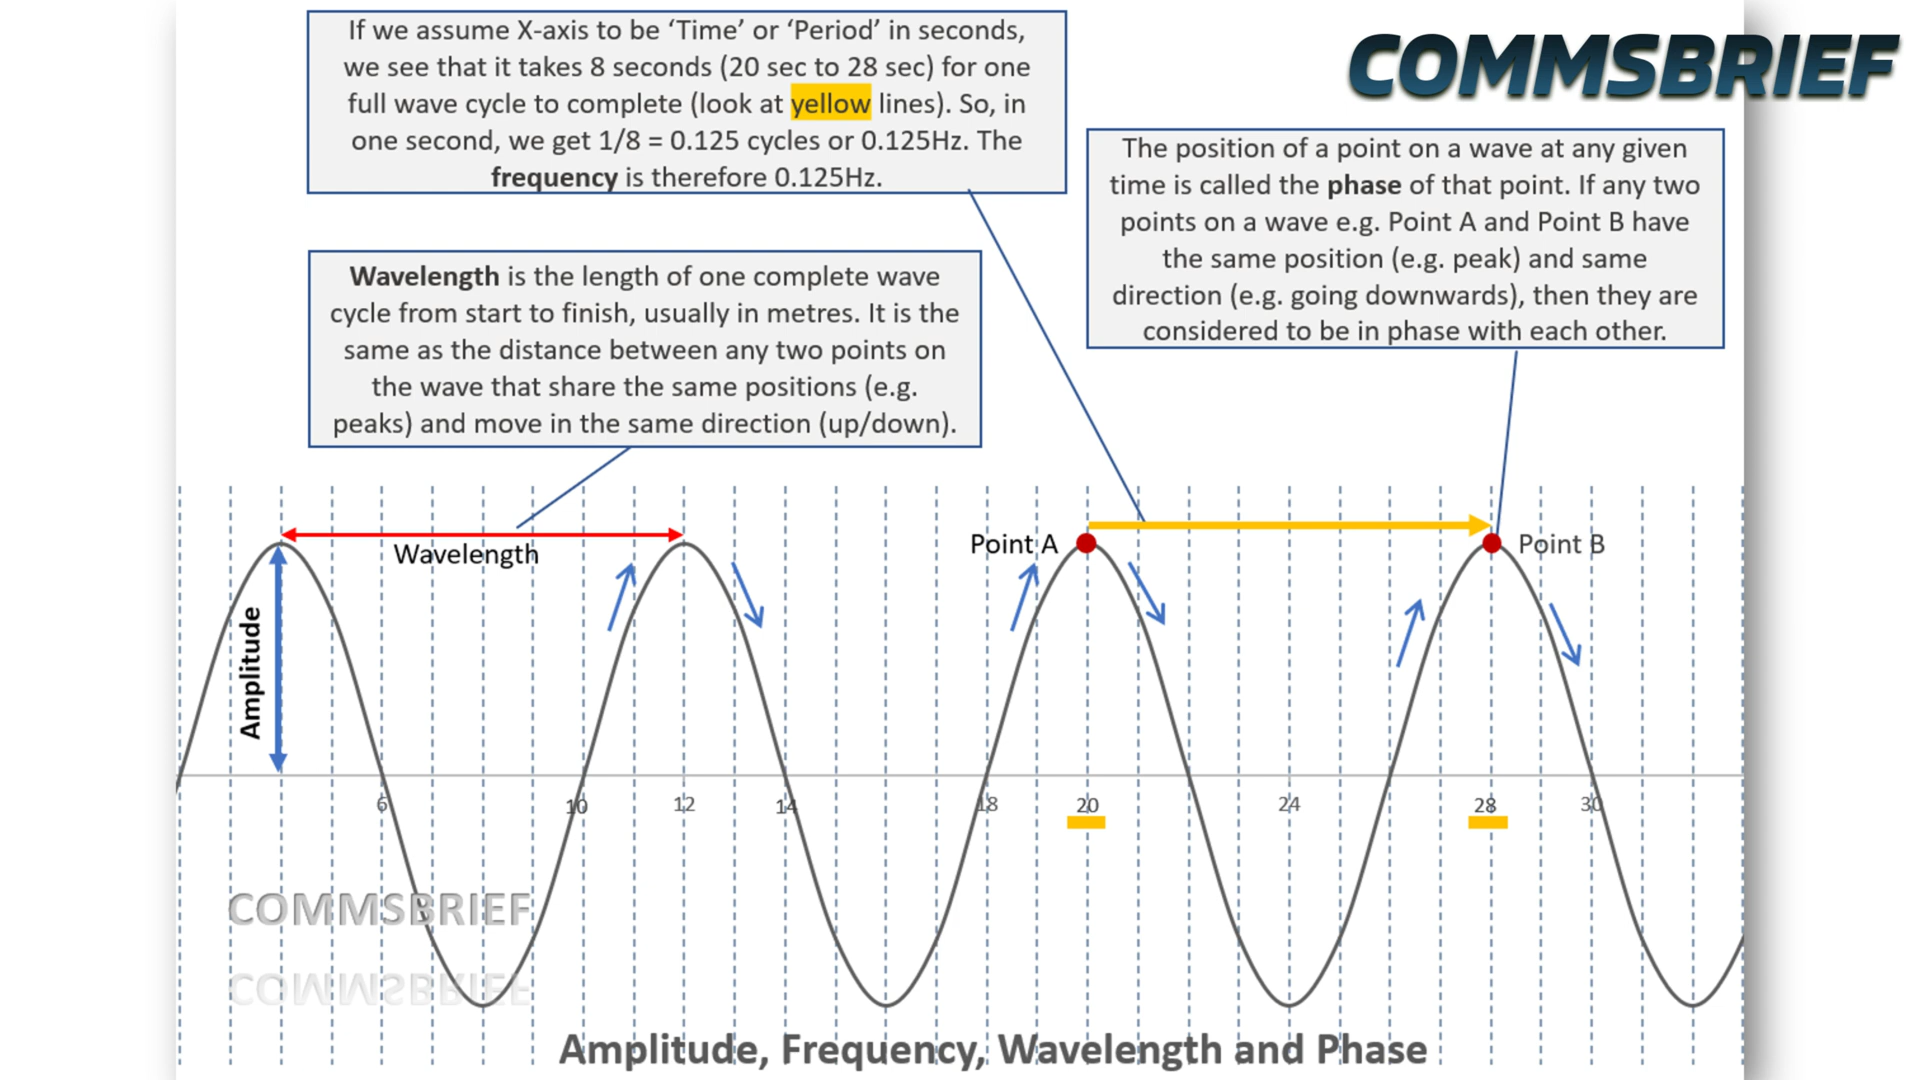 COMMSBRIEF
If we assume X-axis to be ‘Time’ or ‘Period’ in seconds,
we see that it takes 8 seconds (20 sec to 28 sec) for one
full wave cycle to complete (look at yellow lines). So, in
one second, we get 1/8 = 0.125 cycles or 0.125Hz. The
frequency is therefore 0.125Hz.
The position of a point on a wave at any given
time is called the phase of that point. If any two
points on a wave e.g. Point A and Point B have
the same position (e.g. peak) and same
direction (e.g. going downwards), then they are
considered to be in phase with each other.
Wavelength is the length of one complete wave
cycle from start to finish, usually in metres. It is the
same as the distance between any two points on
the wave that share the same positions (e.g.
peaks) and move in the same direction (up/down).
Wavelength
Point A
Point B
Amplitude
6 10 12 14 18 20 24 28 30
COMMSBRIEF
COMMSBRIEF
Amplitude, Frequency, Wavelength and Phase